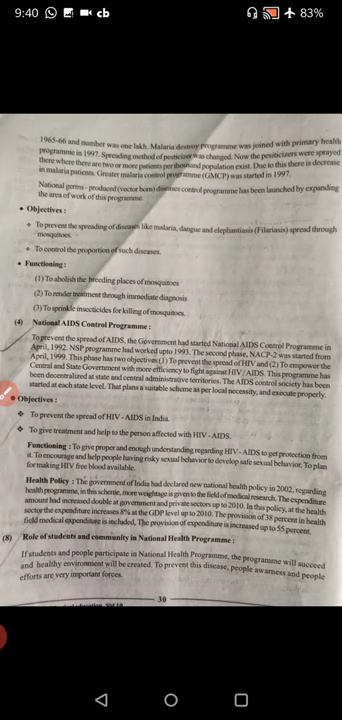 9:40 cb 83%
1965-66 and number was one lakh. Malaria destroy programme was joined with primary health
programme in 1997. Spreading method of pesticizer was changed. Now the pesticizers were sprayed
there where there are two or more patients per thousand population exist. Due to this there is decrease
in malaria patients. Greater malaria control programme (GMCP) was started in 1997.
National germs - produced (vector born) diseases control programme has been launched by expanding
the area of work of this programme.
• Objectives :
To prevent the spreading of diseases like malaria, dangue and elephantiasis (Filariasis) spread through
mosquitoes.
To control the proportion of such diseases.
• Functioning :
(1) To abolish the breeding places of mosquitoes
(2) To render treatment through immediate diagnosis
(3) To sprinkle insecticides for killing of mosquitoes.
(4) National AIDS Control Programme :
To prevent the spread of AIDS, the Government had started National AIDS Control Programme in
April, 1992. NSP programme had worked upto 1993. The second phase, NACP-2 was started from
April, 1999. This phase has two objectives (1) To prevent the spread of HIV and (2) To empower the
Central and State Government with more efficiency to fight against HIV / AIDS. This programme has
been decentralized at state and central administrative territories. The AIDS control society has been
started at each state level. That plans a suitable scheme as per local necessity, and execute properly.
• Objectives :
❖ To prevent the spread of HIV - AIDS in India.
❖ To give treatment and help to the person affected with HIV - AIDS.
Functioning : To give proper and enough understanding regarding HIV - AIDS to get protection from
it. To encourage and help people having risky sexual behavior to develop safe sexual behavior. To plan
for making HIV free blood available.
Health Policy : The government of India had declared new national health policy in 2002, regarding
health programme, in this scheme, more weightage is given to the field of medical research. The expenditure
amount had increased double at government and private sectors up to 2010. In this policy, at the health
sector the expenditure increases 8% at the GDP level up to 2010. The provision of 38 percent in health
field medical expenditure is included, The provision of expenditure is increased up to 55 percent.
(8) Role of students and community in National Health Programme :
If students and people participate in National Health Programme, the programme will succeed
and healthy environment will be created. To prevent this disease, people awarness and people
efforts are very important forces.
30